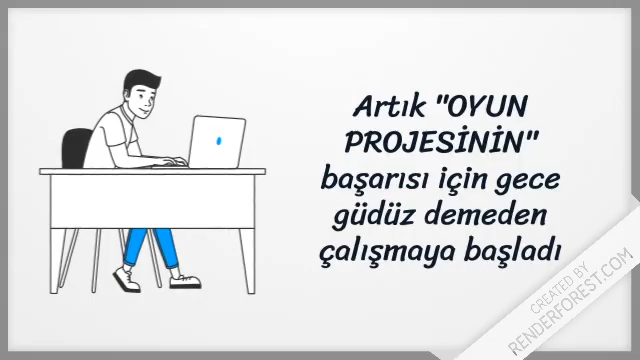 Artık "OYUN
PROJESİNİN"
başarısı için gece
güdüz demeden
çalışmaya başladı
CREATED BY
RENDERFOREST.COM